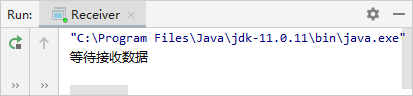 Run: Receiver
"C:\Program Files\Java\jdk-11.0.11\bin\java.exe"
等待接收数据